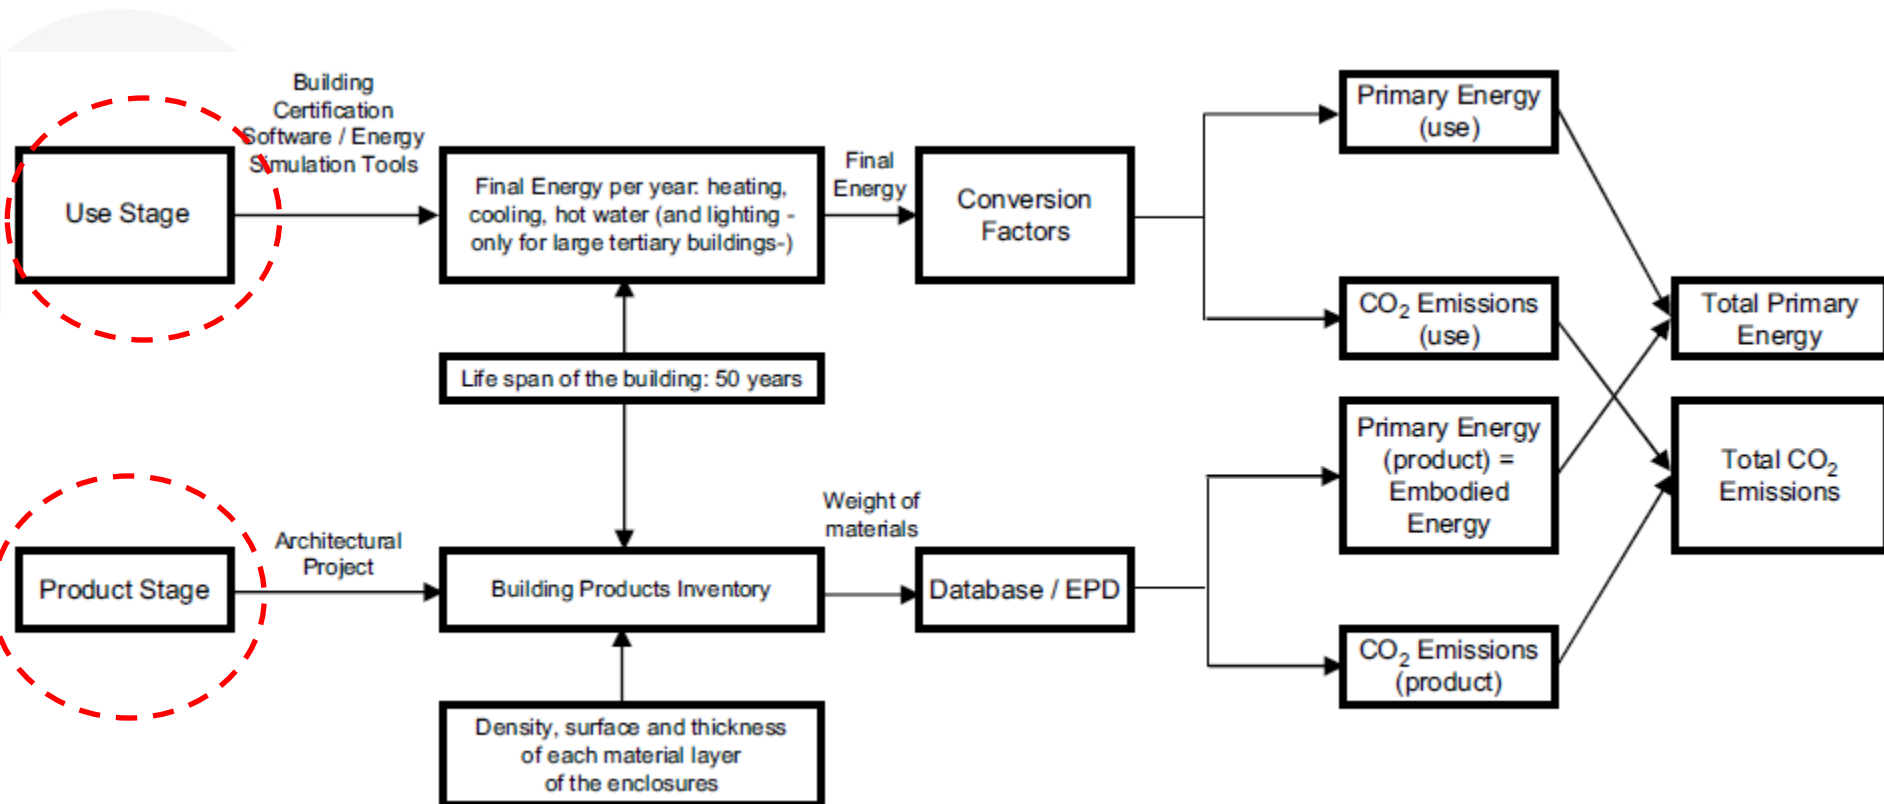 Building
Certification
Software / Energy
Simulation Tools
Use Stage
Final Energy per year: heating,
cooling, hot water (and lighting -
only for large tertiary buildings-)
Final
Energy
Conversion
Factors
Primary Energy
(use)
CO₂ Emissions
(use)
Total Primary
Energy
Life span of the building: 50 years
Primary Energy
(product) =
Embodied
Energy
Total CO₂
Emissions
Product Stage
Architectural
Project
Building Products Inventory
Weight of
materials
Database / EPD
CO₂ Emissions
(product)
Density, surface and thickness
of each material layer
of the enclosures